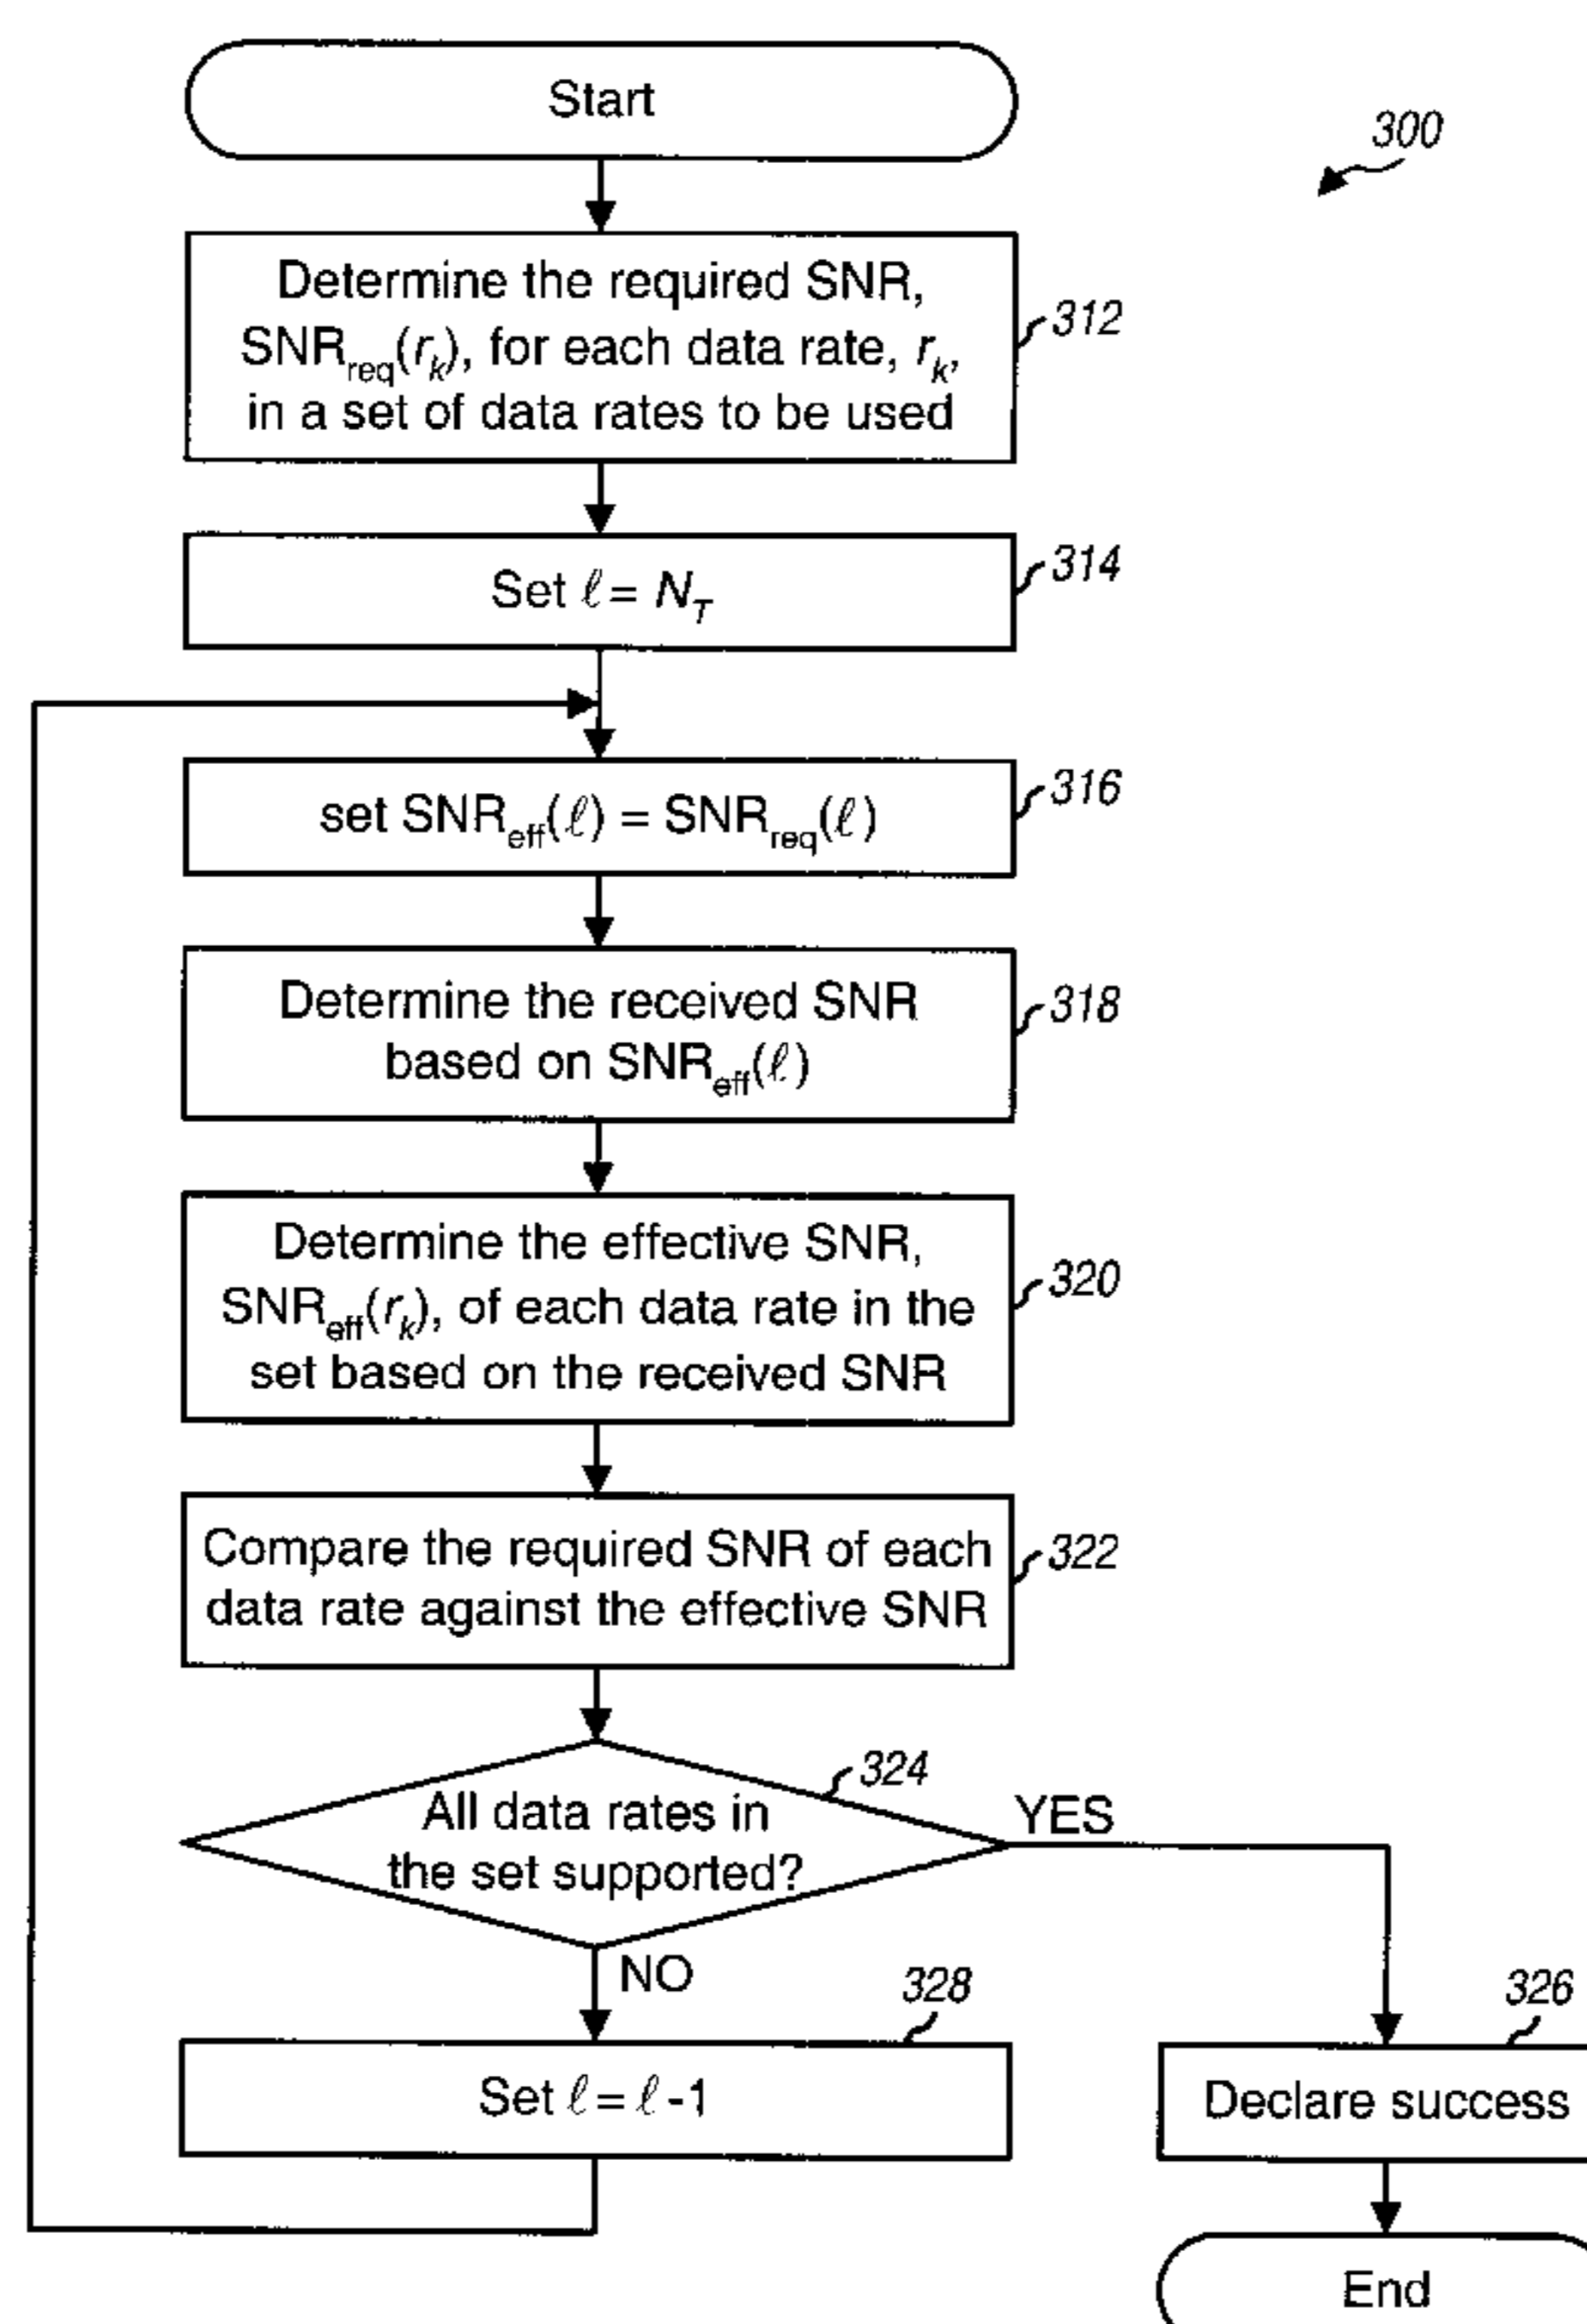 Start
300
Determine the required SNR,
SNRreq(rk), for each data rate, rk,
in a set of data rates to be used
312
Set ℓ = NT
314
set SNReff(ℓ) = SNRreq(ℓ)
316
Determine the received SNR
based on SNReff(ℓ)
318
Determine the effective SNR,
SNReff(rk), of each data rate in the
set based on the received SNR
320
Compare the required SNR of each
data rate against the effective SNR
322
All data rates in
the set supported?
324
YES
NO
328
Set ℓ = ℓ -1
326
Declare success
End